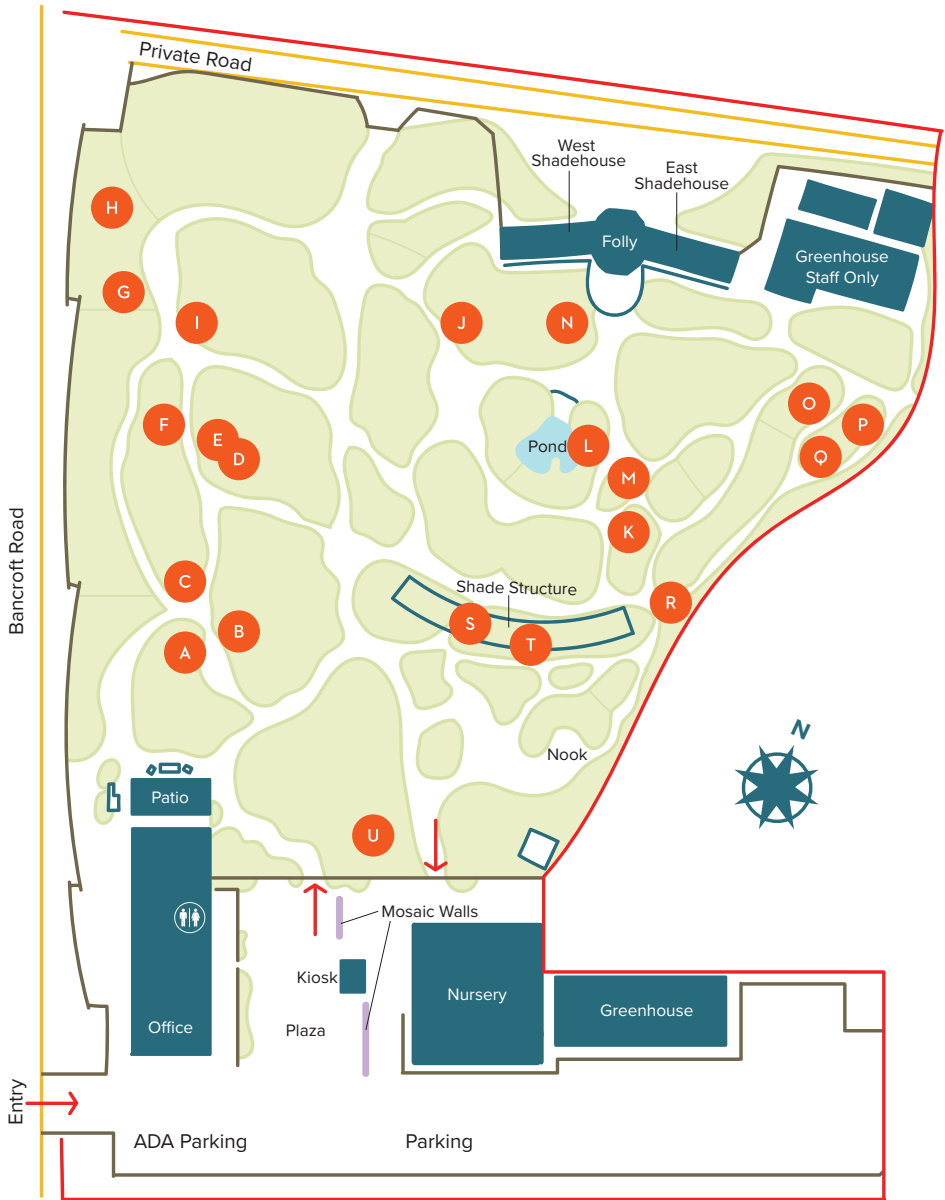 Private Road
West
Shadehouse
East
Shadehouse
Folly
Greenhouse
Staff Only
H
G
I
J
N
O
P
Q
F
E
D
Pond
L
M
K
Bancroft Road
C
Shade Structure
R
S
T
B
A
N
Nook
Patio
U
Mosaic Walls
Kiosk
Nursery
Greenhouse
Office
Plaza
Entry
ADA Parking
Parking